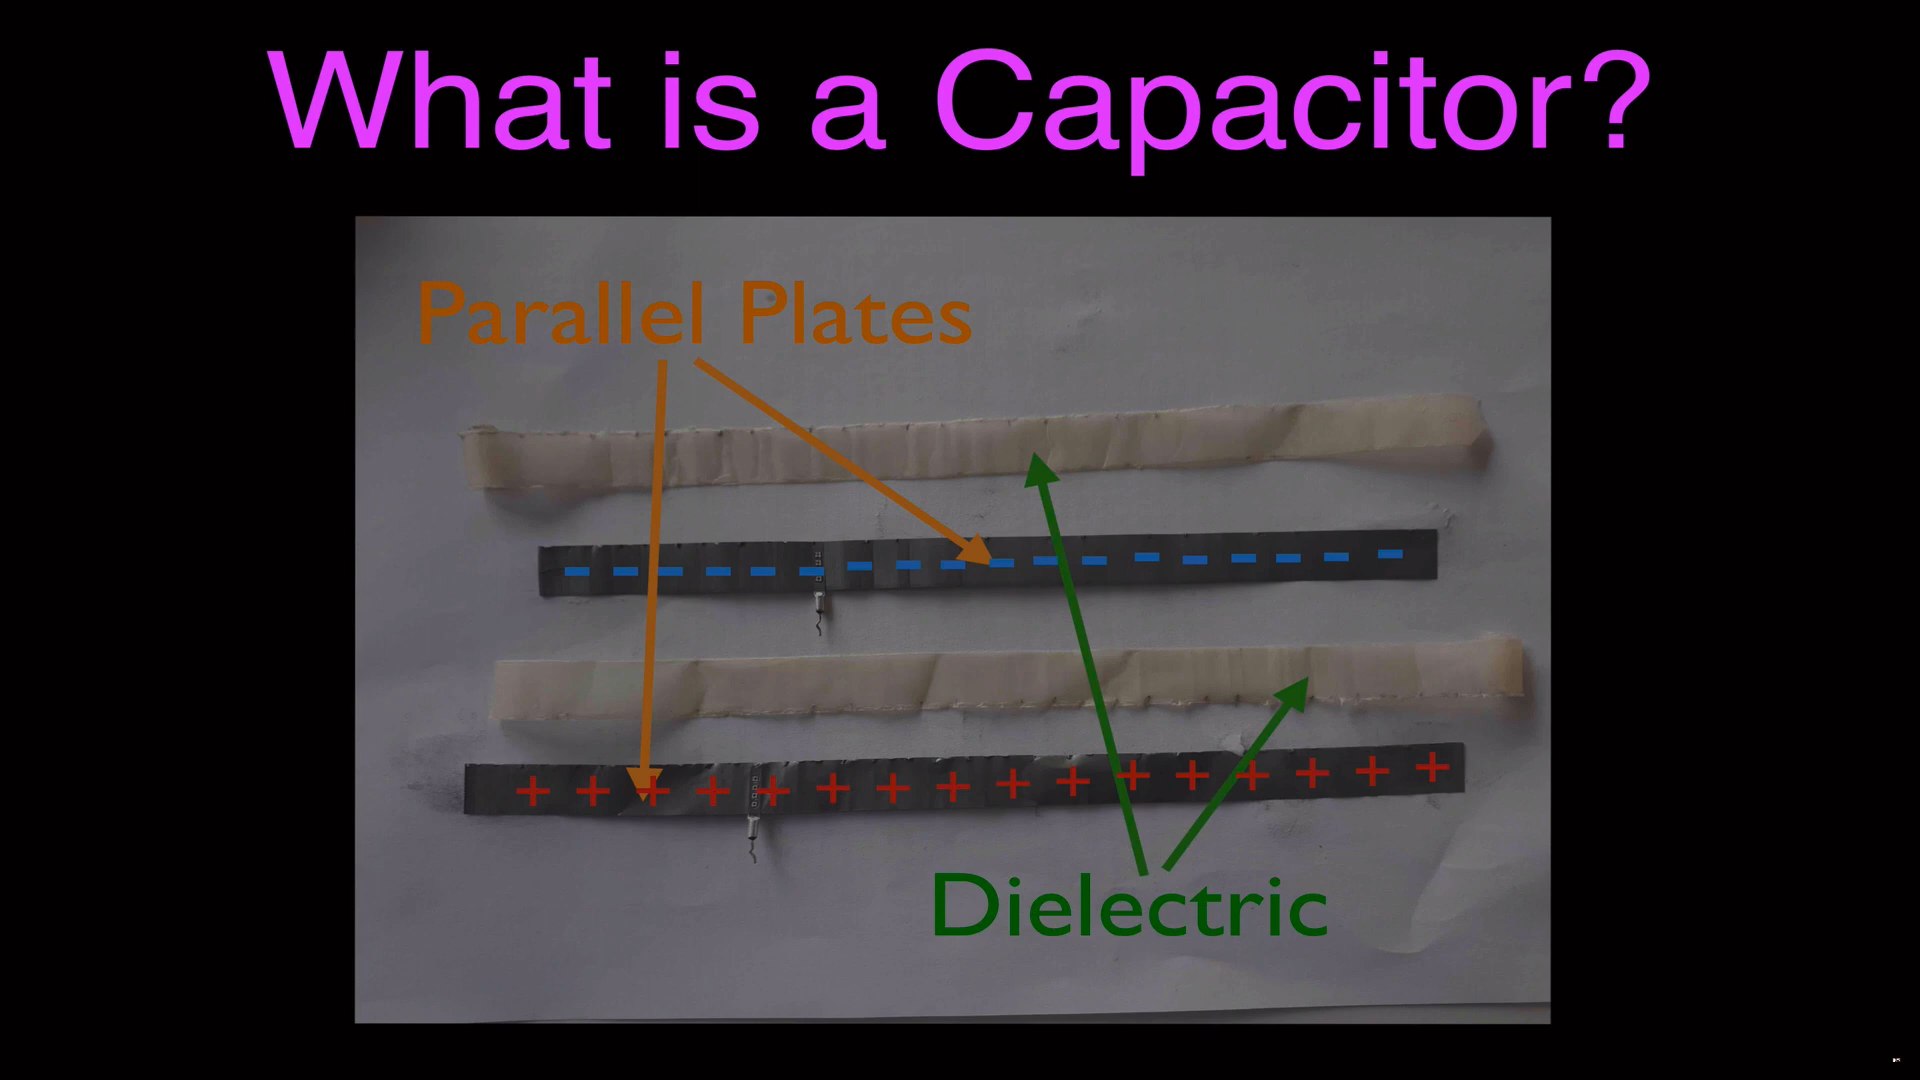 What is a Capacitor?
Parallel Plates
- - - - - - - - - - - - - - - - - -
+ + + + + + + + + + + + + + + +
Dielectric